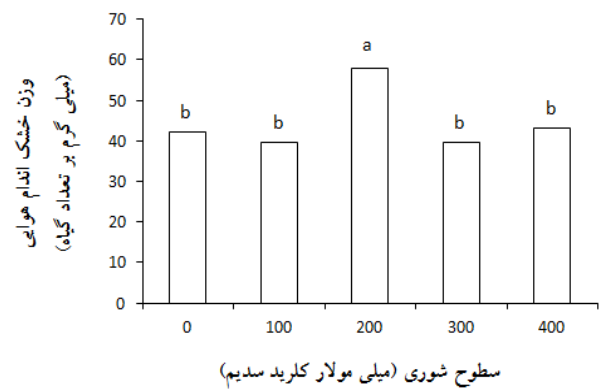 70
60
50
40
30
20
10
0
وزن خشک اندام هوایی
(میلی گرم بر تعداد گیاه)
b
b
a
b
b
0 100 200 300 400
سطوح شوری (میلی مولار کلرید سدیم)